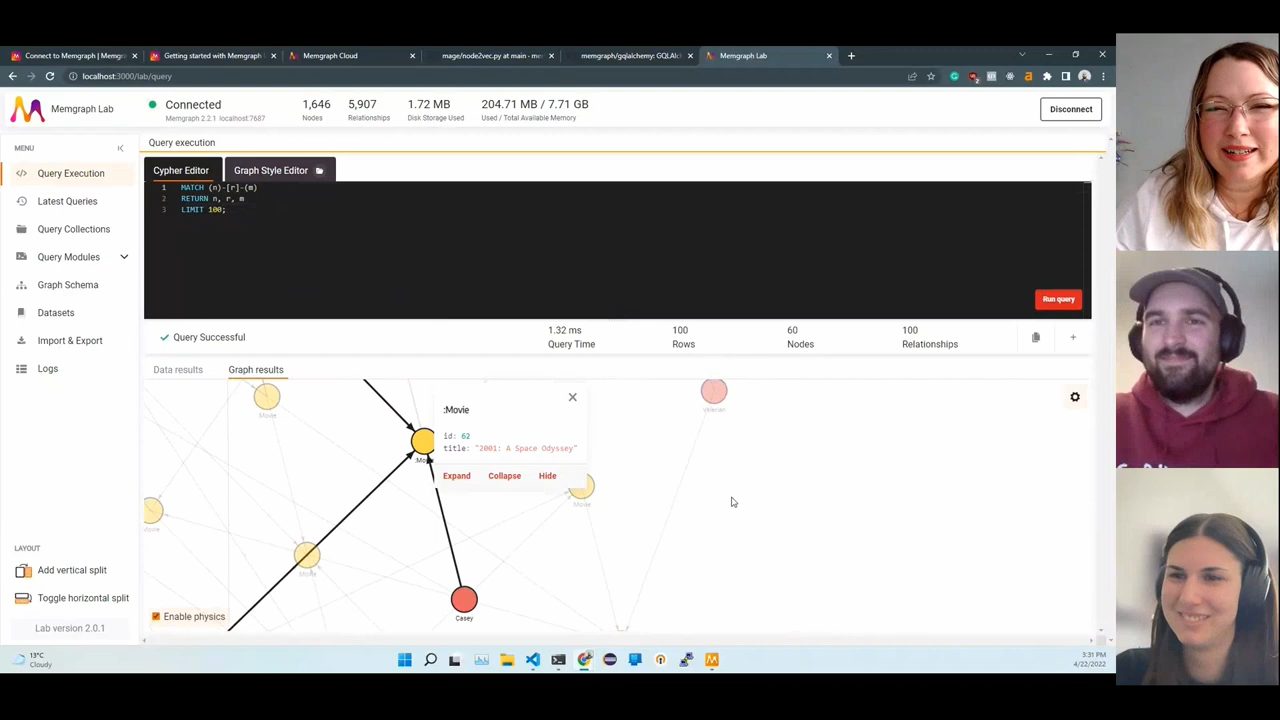 Connect to Memgraph | Memgra
Getting started with Memgraph
Memgraph Cloud
mage/node2vec.py at main · me
memgraph/gqlalchemy: GQLAlc
Memgraph Lab
localhost:3000/lab/query
Memgraph Lab
Connected
Memgraph 2.2.1 localhost:7687
1,646
Nodes
5,907
Relationships
1.72 MB
Disk Storage Used
204.71 MB / 7.71 GB
Used / Total Available Memory
Disconnect
MENU
Query Execution
Latest Queries
Query Collections
Query Modules
Graph Schema
Datasets
Import & Export
Logs
LAYOUT
Add vertical split
Toggle horizontal split
Lab version 2.0.1
Query execution
Cypher Editor
Graph Style Editor
1 MATCH (n)-[r]-(m)
2 RETURN n, r, m
3 LIMIT 100;
Run query
Query Successful
1.32 ms
Query Time
100
Rows
60
Nodes
100
Relationships
Data results
Graph results
:Movie
id: 62
title: "2001: A Space Odyssey"
Expand Collapse Hide
Movie
Valerian
Movie
Movie
Movie
Casey
Enable physics
13°C
Cloudy
3:31 PM
4/22/2022